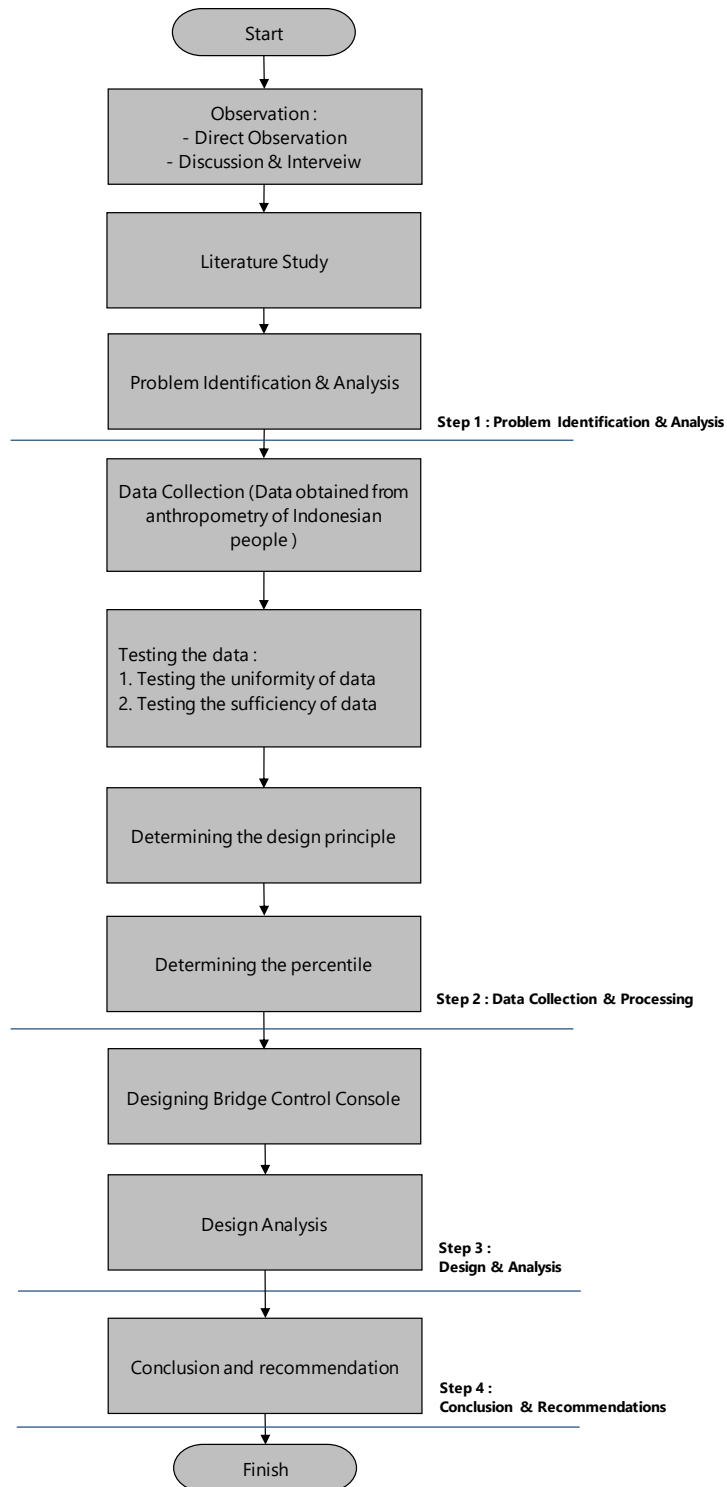 Start
Observation :
- Direct Observation
- Discussion & Interveiw
Literature Study
Problem Identification & Analysis
Step 1 : Problem Identification & Analysis
Data Collection (Data obtained from
anthropometry of Indonesian
people )
Testing the data :
1. Testing the uniformity of data
2. Testing the sufficiency of data
Determining the design principle
Determining the percentile
Step 2 : Data Collection & Processing
Designing Bridge Control Console
Design Analysis
Step 3 :
Design & Analysis
Conclusion and recommendation
Step 4 :
Conclusion & Recommendations
Finish